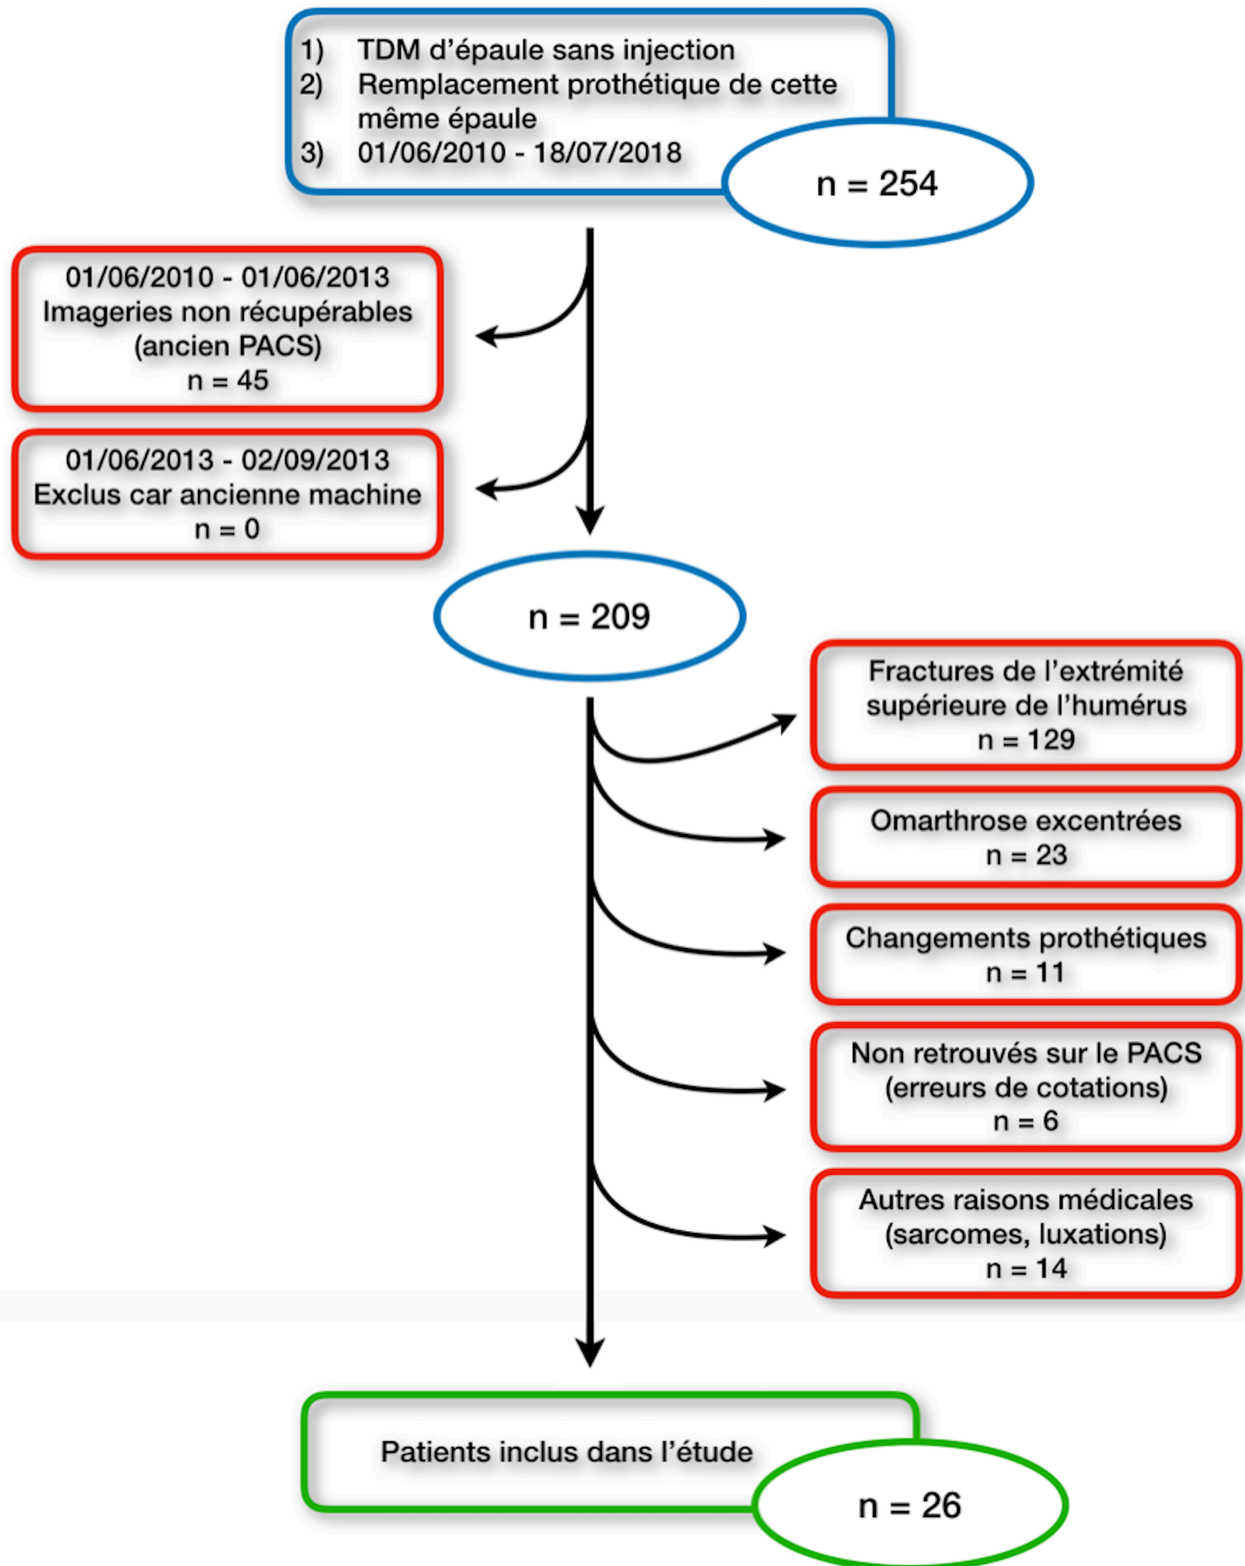 1) TDM d'épaule sans injection
2) Remplacement prothétique de cette
même épaule
3) 01/06/2010 - 18/07/2018
n = 254
01/06/2010 - 01/06/2013
Imageries non récupérables
(ancien PACS)
n = 45
01/06/2013 - 02/09/2013
Exclus car ancienne machine
n = 0
n = 209
Fractures de l'extrémité
supérieure de l'humérus
n = 129
Omarthrose excentrées
n = 23
Changements prothétiques
n = 11
Non retrouvés sur le PACS
(erreurs de cotations)
n = 6
Autres raisons médicales
(sarcomes, luxations)
n = 14
Patients inclus dans l'étude
n = 26